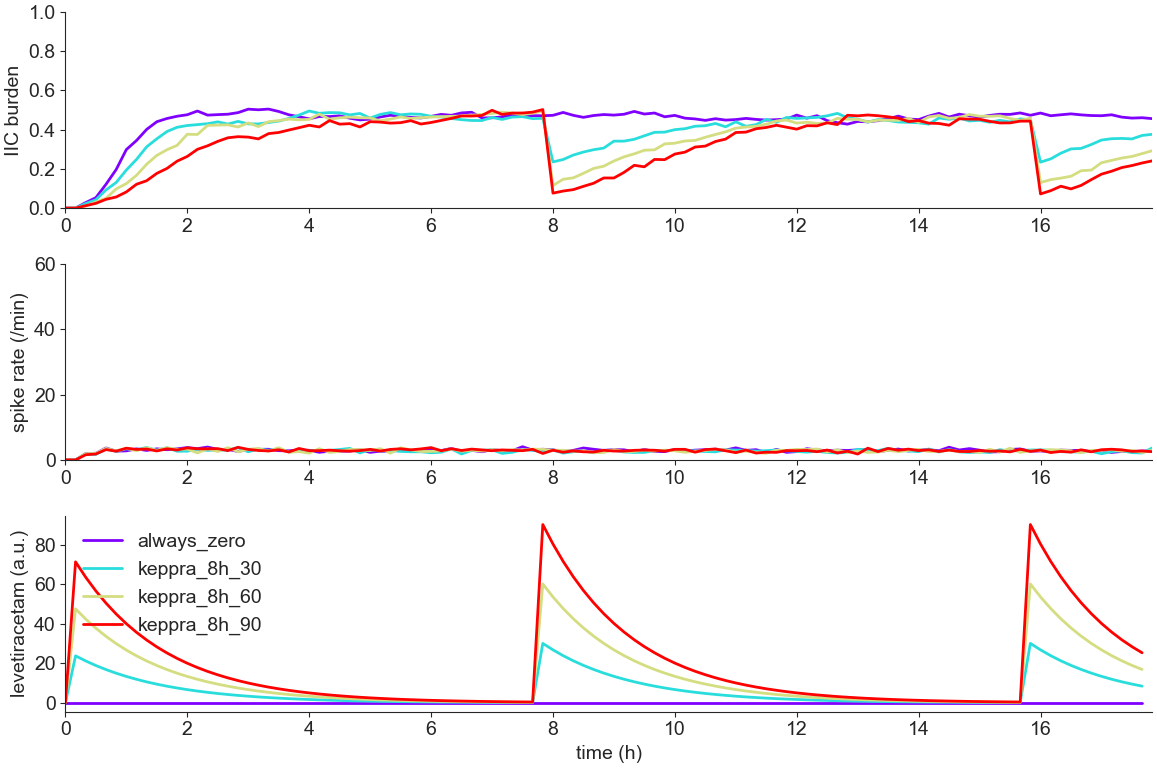 IIC burden
1.0
0.8
0.6
0.4
0.2
0.0
0 2 4 6 8 10 12 14 16
spike rate (/min)
60
40
20
0
0 2 4 6 8 10 12 14 16
levetiracetam (a.u.)
80
60
40
20
0
always_zero
keppra_8h_30
keppra_8h_60
keppra_8h_90
0 2 4 6 8 10 12 14 16
time (h)